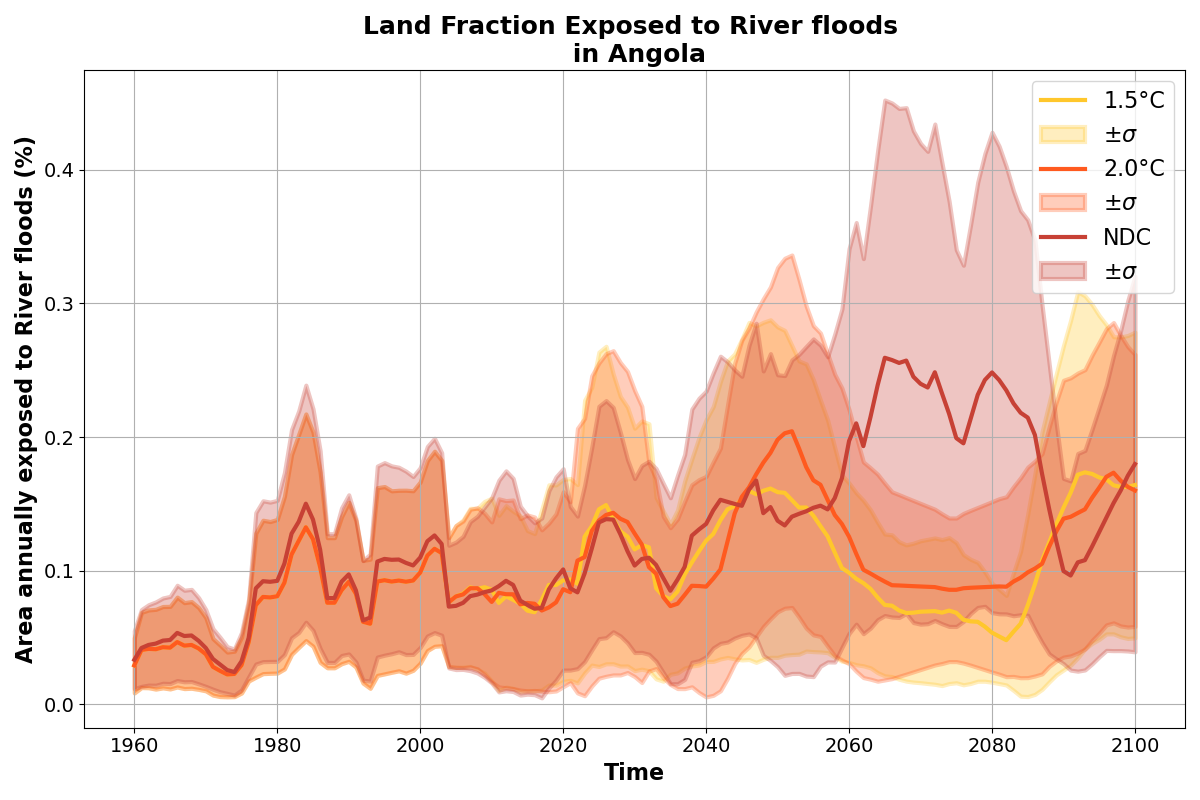 Land Fraction Exposed to River floods
in Angola
Area annually exposed to River floods (%)
0.4
0.3
0.2
0.1
0.0
1.5°C
±σ
2.0°C
±σ
NDC
±σ
1960 1980 2000 2020 2040 2060 2080 2100
Time